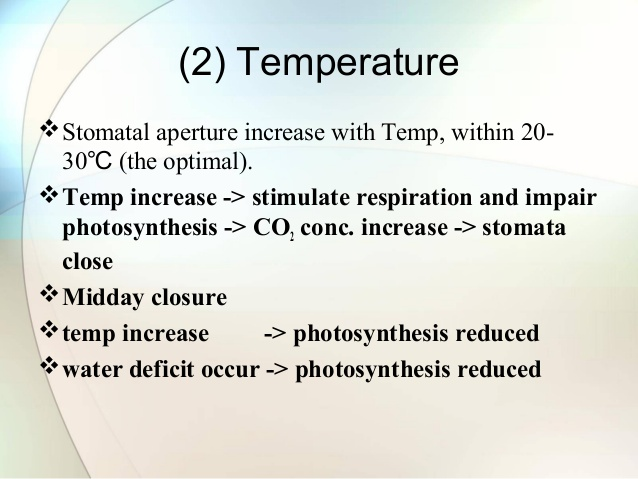 (2) Temperature
❖Stomatal aperture increase with Temp, within 20-
30℃ (the optimal).
❖Temp increase -> stimulate respiration and impair
photosynthesis -> CO₂ conc. increase -> stomata
close
❖Midday closure
❖temp increase -> photosynthesis reduced
❖water deficit occur -> photosynthesis reduced